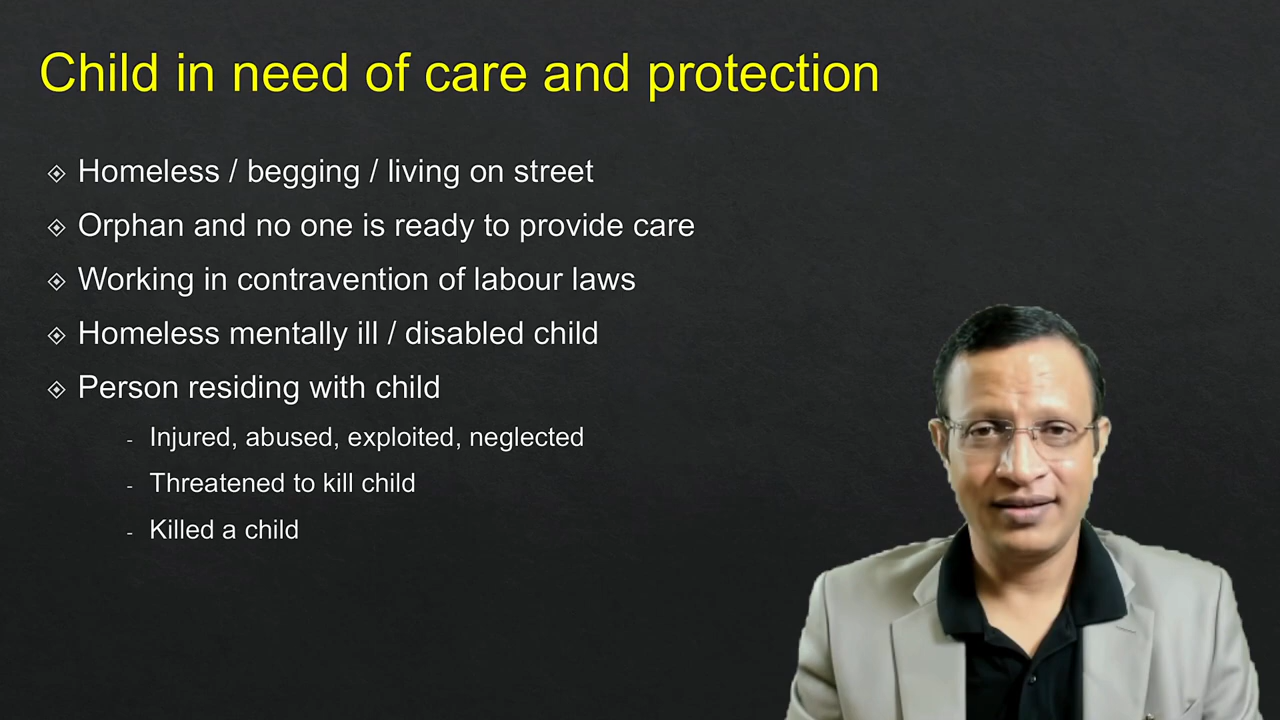 Child in need of care and protection
Homeless / begging / living on street
Orphan and no one is ready to provide care
Working in contravention of labour laws
Homeless mentally ill / disabled child
Person residing with child
- Injured, abused, exploited, neglected
- Threatened to kill child
- Killed a child